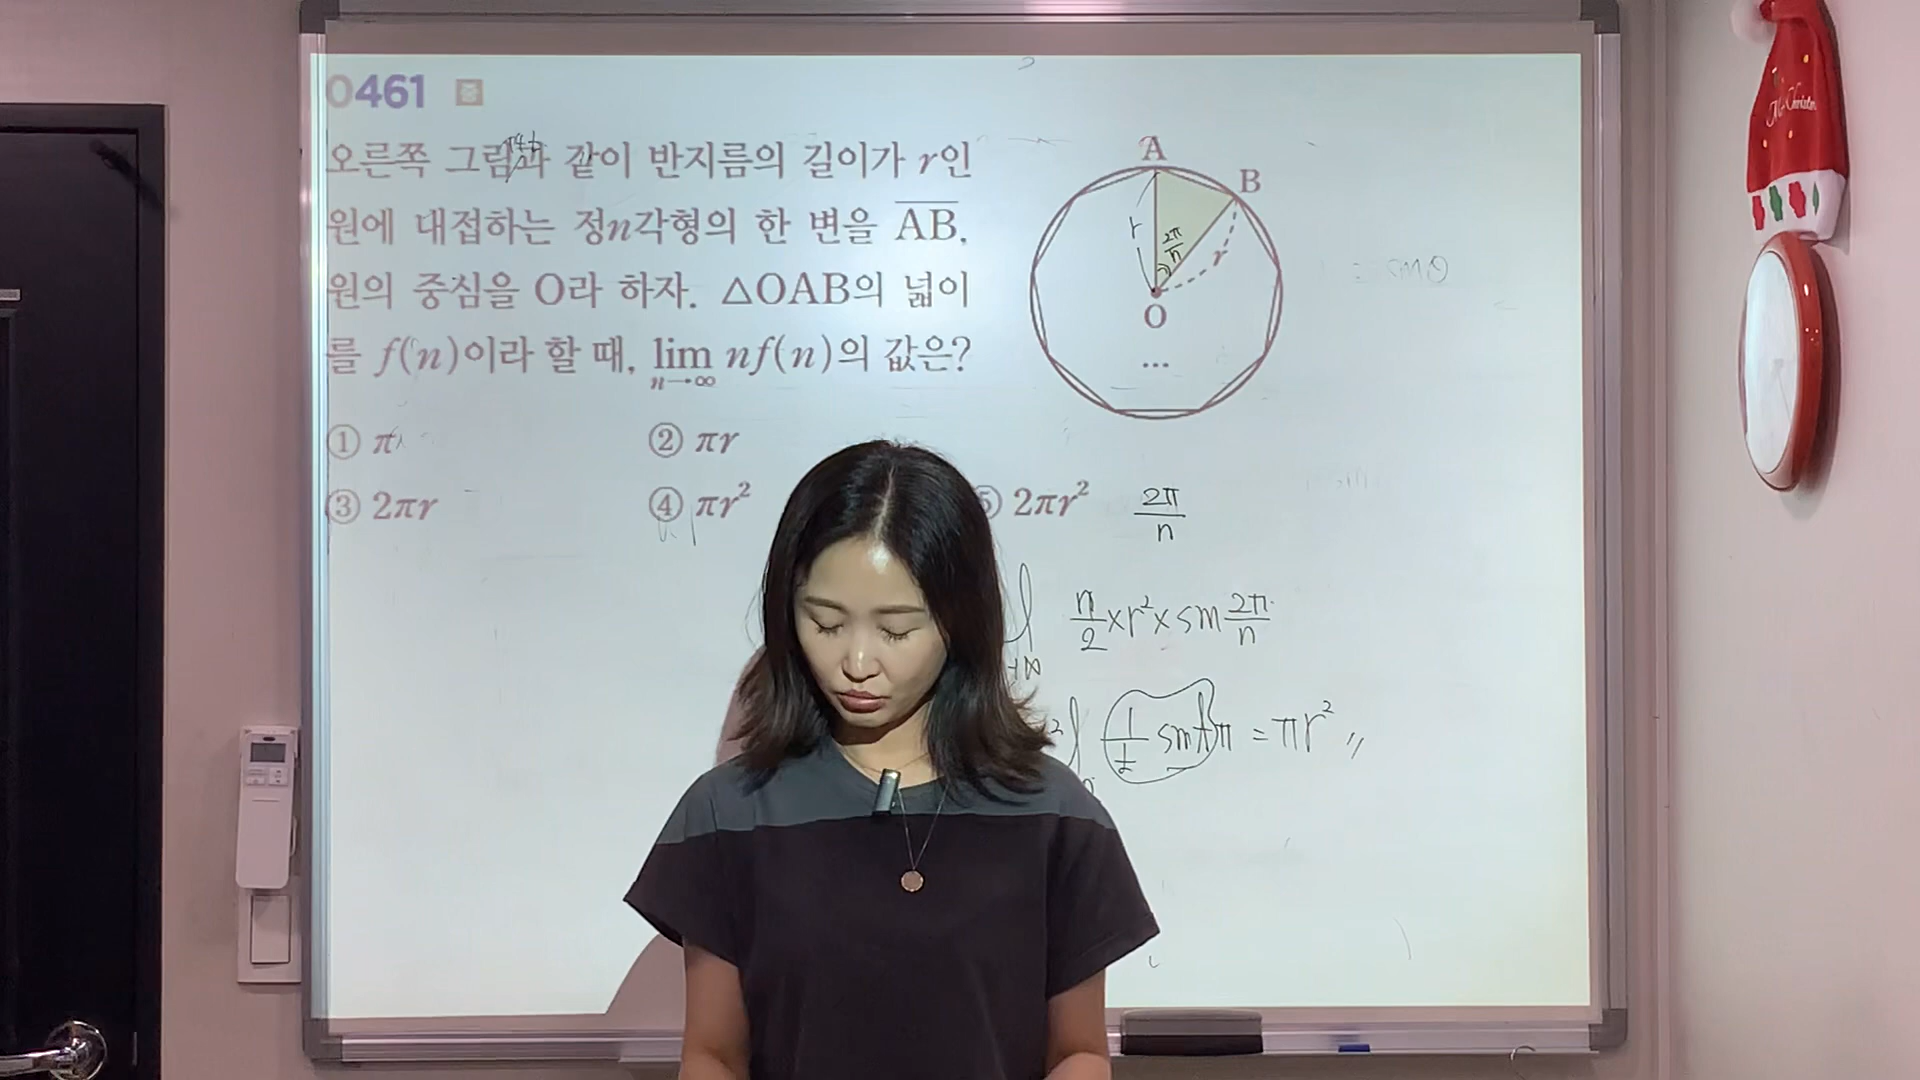 0461 중
오른쪽 그림과 같이 반지름의 길이가 r인
원에 대접하는 정n각형의 한 변을 AB,
원의 중심을 O라 하자. △OAB의 넓이
를 f(n)이라 할 때, lim n→∞ nf(n)의 값은?
① π
② πr
③ 2πr
④ πr²
⑤ 2πr²
A
B
r
2π/n
r
O
...
= sinθ
2π/n
n/2 × r² × sin 2π/n
= πr²